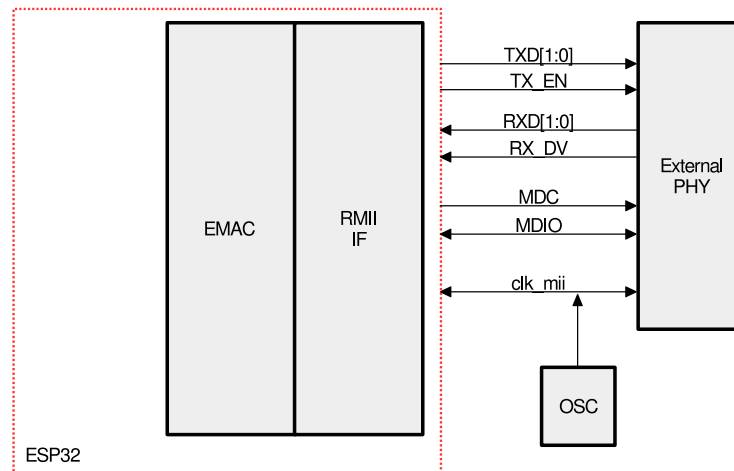 TXD[1:0]
TX_EN
RXD[1:0]
RX_DV
External
PHY
MDC
EMAC
RMII
IF
MDIO
clk_mii
OSC
ESP32